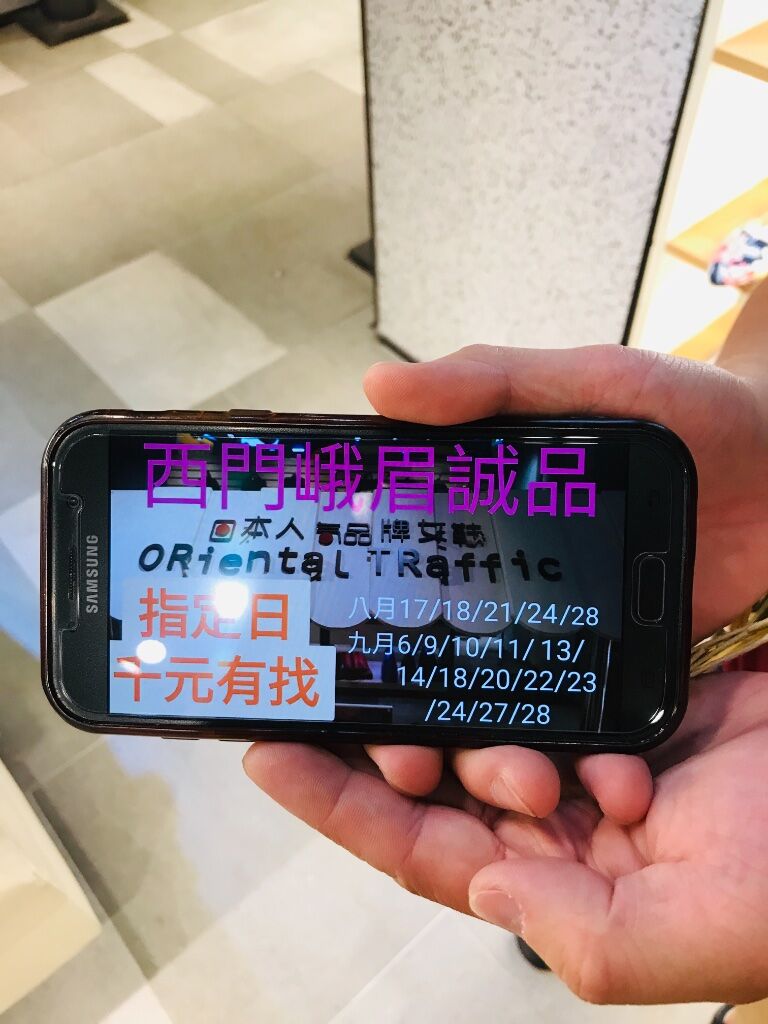 西門峨眉誠品
日本人氣品牌女鞋
ORiental TRaffic
指定日
千元有找
八月17/18/21/24/28
九月6/9/10/11/ 13/
14/18/20/22/23
/24/27/28
SAMSUNG